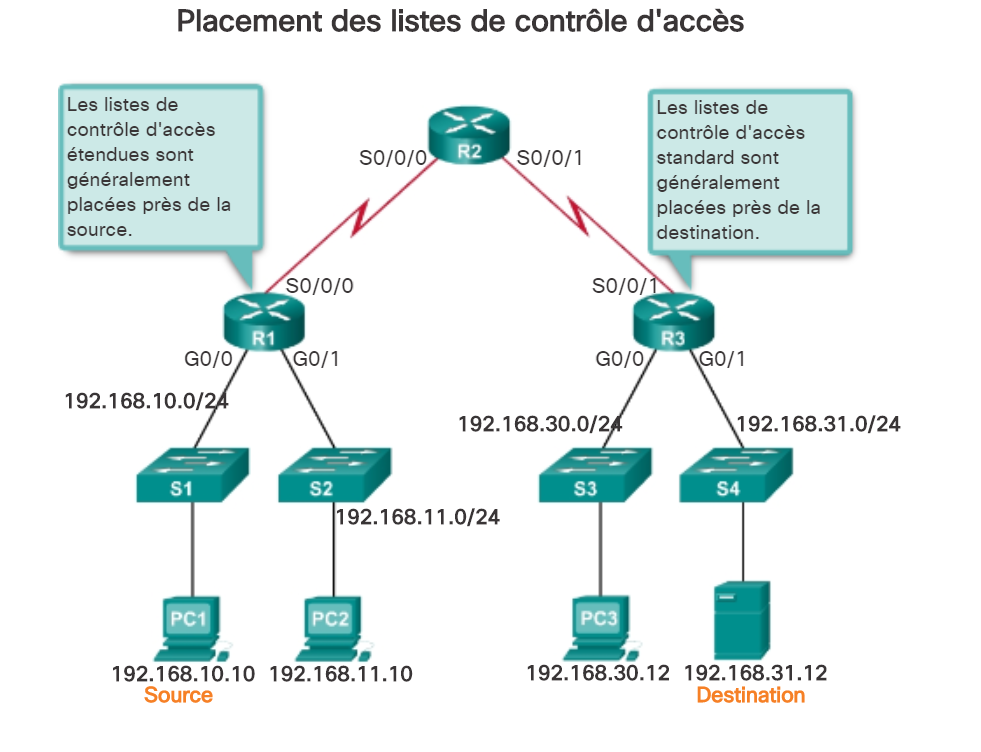 Placement des listes de contrôle d'accès
Les listes de
contrôle d'accès
étendues sont
généralement
placées près de la
source.
Les listes de
contrôle d'accès
standard sont
généralement
placées près de la
destination.
R2
S0/0/0
S0/0/1
S0/0/0
S0/0/1
R1
R3
G0/0
G0/1
G0/0
G0/1
192.168.10.0/24
192.168.30.0/24
192.168.31.0/24
S1
S2
S3
S4
192.168.11.0/24
PC1
PC2
PC3
192.168.10.10
192.168.11.10
192.168.30.12
192.168.31.12
Source
Destination